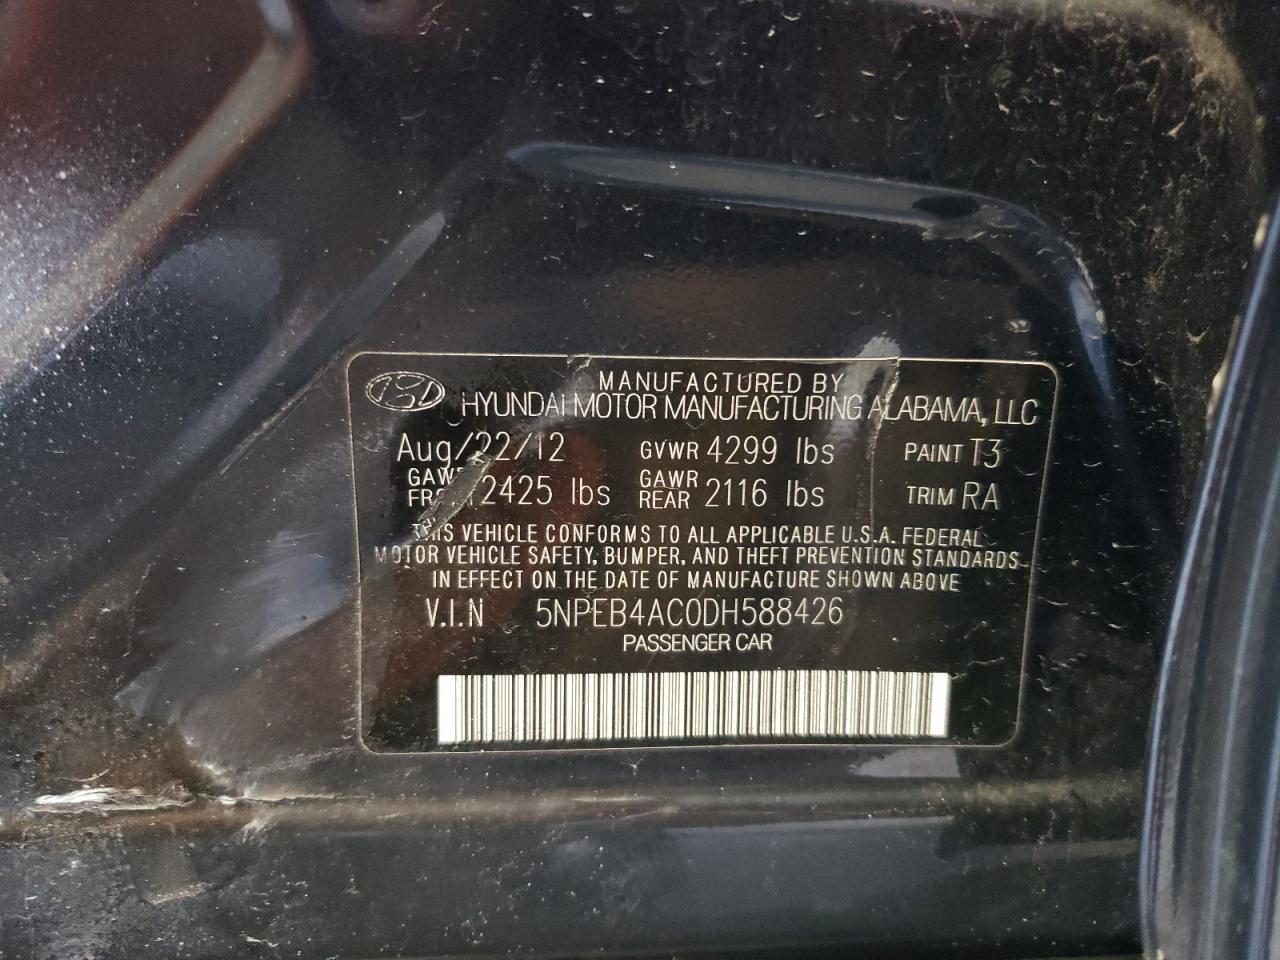 MANUFACTURED BY
HYUNDAI MOTOR MANUFACTURING ALABAMA, LLC
Aug/22/12 GVWR 4299 lbs PAINT T3
2425 lbs GAWR REAR 2116 lbs TRIM RA
THIS VEHICLE CONFORMS TO ALL APPLICABLE U.S.A. FEDERAL
MOTOR VEHICLE SAFETY, BUMPER, AND THEFT PREVENTION STANDARDS
IN EFFECT ON THE DATE OF MANUFACTURE SHOWN ABOVE
V.I.N 5NPEB4AC0DH588426
PASSENGER CAR